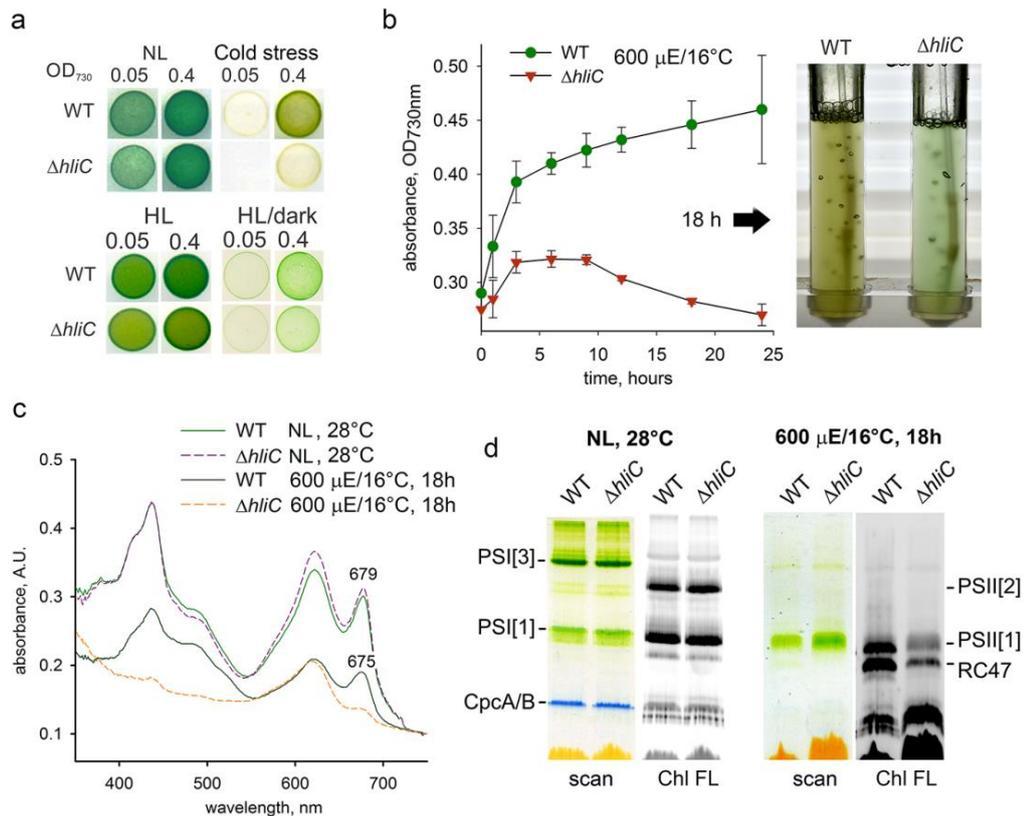 a
NL Cold stress
OD730 0.05 0.4 0.05 0.4
WT
ΔhliC
HL HL/dark
0.05 0.4 0.05 0.4
WT
ΔhliC
b
WT 600 µE/16°C
ΔhliC
absorbance, OD730nm
0.50
0.45
0.40
0.35
0.30
0 5 10 15 20 25
time, hours
18 h
WT ΔhliC
c
WT NL, 28°C
ΔhliC NL, 28°C
WT 600 µE/16°C, 18h
ΔhliC 600 µE/16°C, 18h
absorbance, A.U.
0.5
0.4
0.3
0.2
0.1
679
675
400 500 600 700
wavelength, nm
d
NL, 28°C 600 µE/16°C, 18h
WT ΔhliC WT ΔhliC WT ΔhliC WT ΔhliC
PSI[3]
PSI[1]
CpcA/B
PSII[2]
PSII[1]
RC47
scan Chl FL scan Chl FL